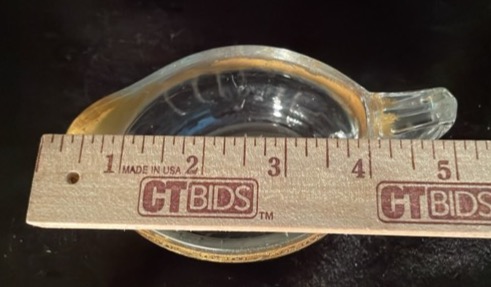 1 MADE IN USA 2 3 4 5
CTBIDS TM CTBIDS